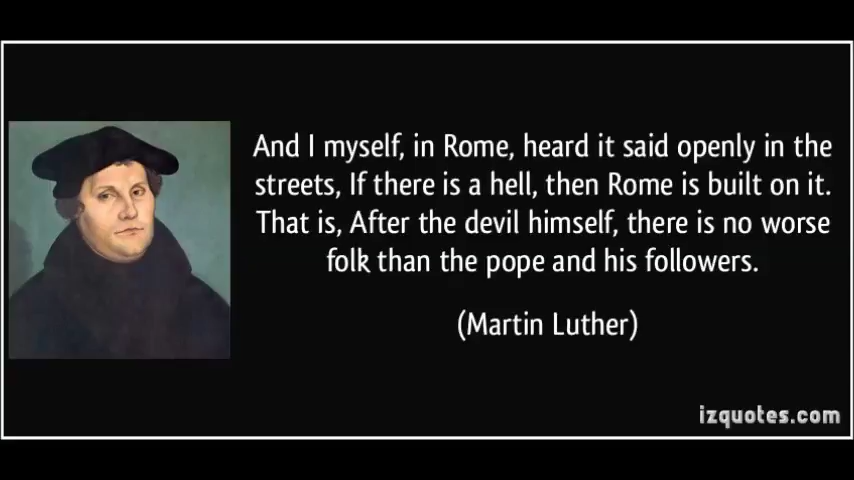 And I myself, in Rome, heard it said openly in the
streets, If there is a hell, then Rome is built on it.
That is, After the devil himself, there is no worse
folk than the pope and his followers.
(Martin Luther)
izquotes.com